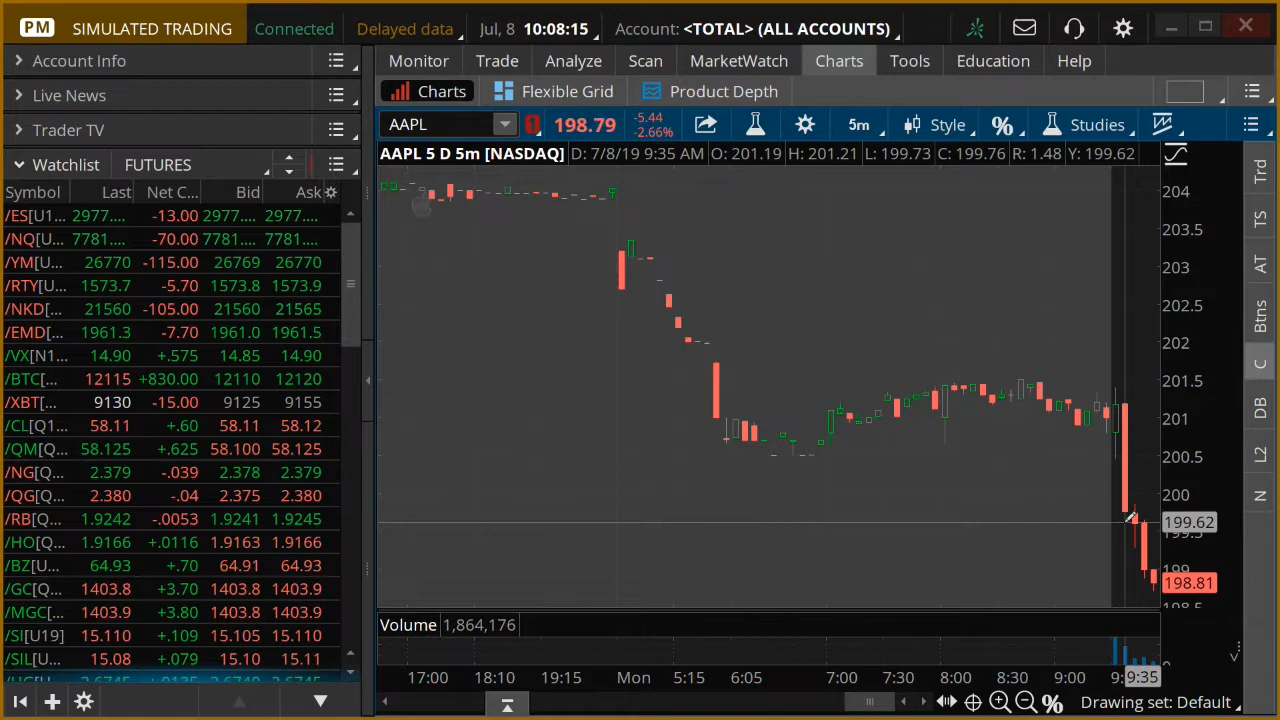 PM SIMULATED TRADING Connected Delayed data Jul, 8 10:08:15 Account: <TOTAL> (ALL ACCOUNTS)
Account Info
Live News
Trader TV
Watchlist FUTURES
Symbol Last Net C... Bid Ask
/ES[U1... 2977.... -13.00 2977.... 2977....
/NQ[U... 7781.... -70.00 7781.... 7781....
/YM[U... 26770 -115.00 26769 26770
/RTY[U... 1573.7 -5.70 1573.8 1573.9
/NKD[... 21560 -105.00 21560 21565
/EMD[... 1961.3 -7.70 1961.0 1961.5
/VX[N1... 14.90 +.575 14.85 14.90
/BTC[... 12115 +830.00 12110 12120
/XBT[... 9130 -15.00 9125 9155
/CL[Q1... 58.11 +.60 58.11 58.12
/QM[Q... 58.125 +.625 58.100 58.125
/NG[Q... 2.379 -.039 2.378 2.379
/QG[Q... 2.380 -.04 2.375 2.380
/RB[Q... 1.9242 -.0053 1.9241 1.9245
/HO[Q... 1.9166 +.0116 1.9163 1.9166
/BZ[U... 64.93 +.70 64.91 64.93
/GC[Q... 1403.8 +3.70 1403.8 1403.9
/MGC[... 1403.9 +3.80 1403.8 1403.9
/SI[U19] 15.110 +.109 15.105 15.110
/SIL[U... 15.08 +.079 15.10 15.11
Monitor Trade Analyze Scan MarketWatch Charts Tools Education Help
Charts Flexible Grid Product Depth
AAPL 198.79 -5.44 -2.66% 5m Style % Studies
AAPL 5 D 5m [NASDAQ] D: 7/8/19 9:35 AM O: 201.19 H: 201.21 L: 199.73 C: 199.76 R: 1.48 Y: 199.62
204
203.5
203
202.5
202
201.5
201
200.5
200
199.62
199.5
199
198.81
198.5
Volume 1,864,176
17:00 18:10 19:15 Mon 5:15 6:05 7:00 7:30 8:00 8:30 9:00 9:35
% Drawing set: Default
Trd
TS
AT
Btns
C
DB
L2
N